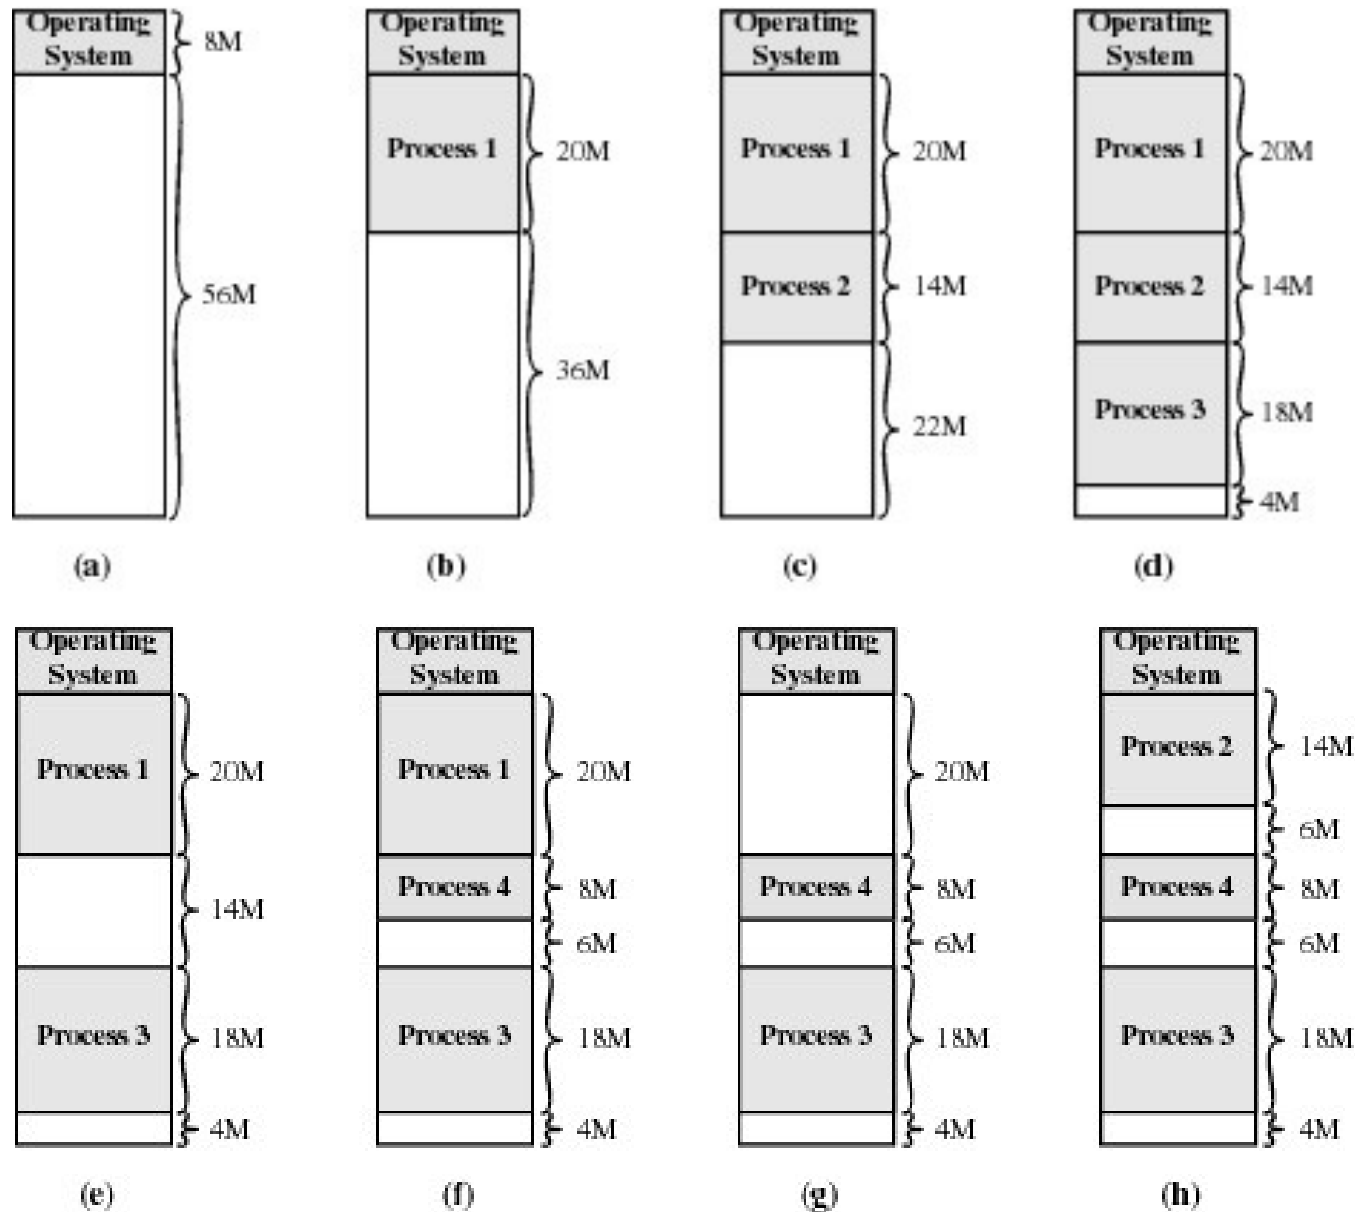 Operating
System
8M
56M
(a)
Operating
System
Process 1
20M
36M
(b)
Operating
System
Process 1
20M
Process 2
14M
22M
(c)
Operating
System
Process 1
20M
Process 2
14M
Process 3
18M
4M
(d)
Operating
System
Process 1
20M
14M
Process 3
18M
4M
(e)
Operating
System
Process 1
20M
Process 4
8M
6M
Process 3
18M
4M
(f)
Operating
System
20M
Process 4
8M
6M
Process 3
18M
4M
(g)
Operating
System
Process 2
14M
6M
Process 4
8M
6M
Process 3
18M
4M
(h)